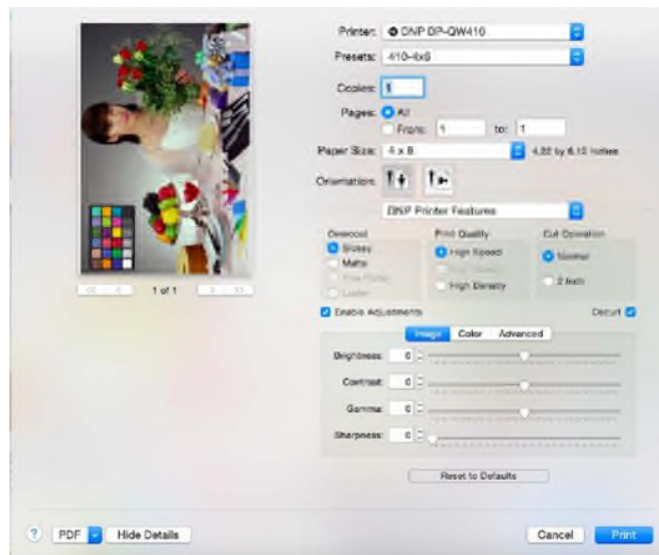 Printer: DNP DP-QW410
Presets: 410-4x6
Copies: 1
Pages: All
From: 1 to: 1
Paper Size: 4 x 6 4.22 by 6.12 inches
Orientation:
DNP Printer Features
Overcoat Print Quality Cut Operation
Glossy High Speed Normal
Matte
High Density 2 Inch
Enable Adjustments Decurl
Image Color Advanced
Brightness: 0
Contrast: 0
Gamma: 0
Sharpness: 0
1 of 1
Reset to Defaults
? PDF Hide Details Cancel Print